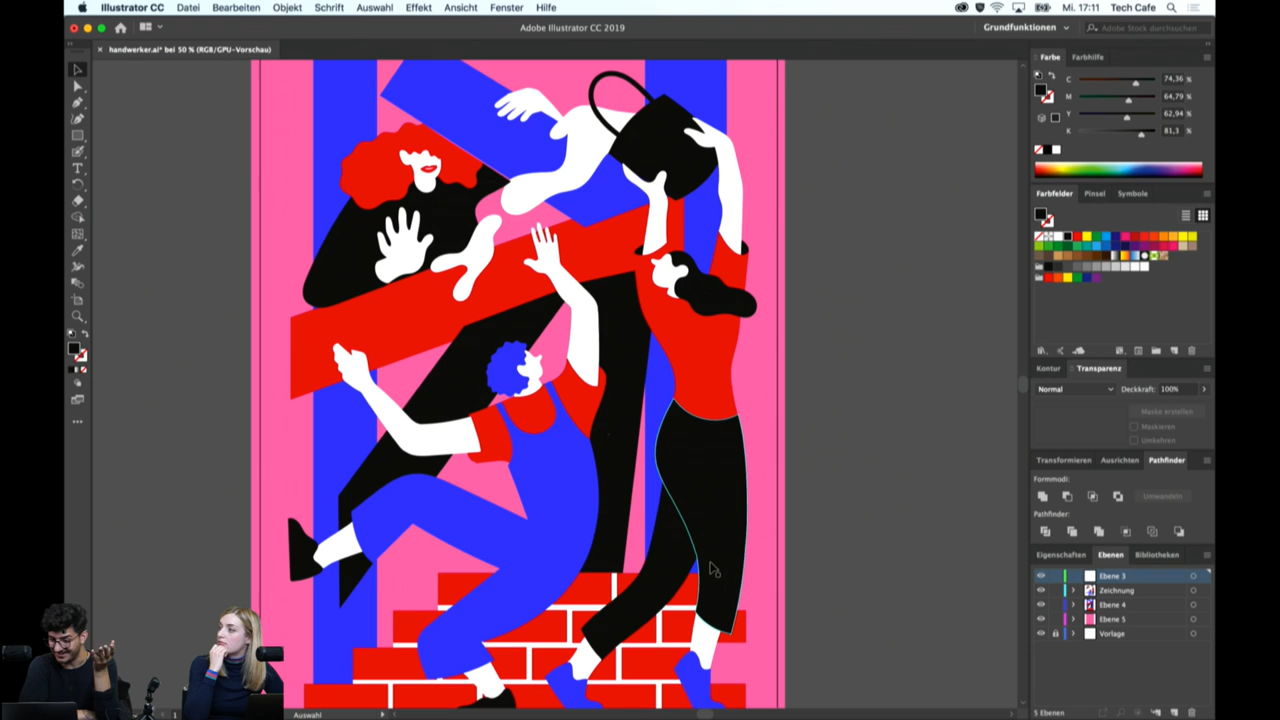 Illustrator CC Datei Bearbeiten Objekt Schrift Auswahl Effekt Ansicht Fenster Hilfe Mi. 17:11 Tech Cafe
Adobe Illustrator CC 2019 Grundfunktionen Adobe Stock durchsuchen
handwerker.ai* bei 50 % (RGB/GPU-Vorschau)
Farbe Farbhilfe
C 74,36 %
M 64,79 %
Y 62,94 %
K 81,3 %
Farbfelder Pinsel Symbole
Kontur Transparenz
Normal Deckkraft: 100%
Maske erstellen
Maskieren
Umkehren
Transformieren Ausrichten Pathfinder
Formmodi:
Umwandeln
Pathfinder:
Eigenschaften Ebenen Bibliotheken
Ebene 3
Zeichnung
Ebene 4
Ebene 5
Vorlage
5 Ebenen
1 Auswahl